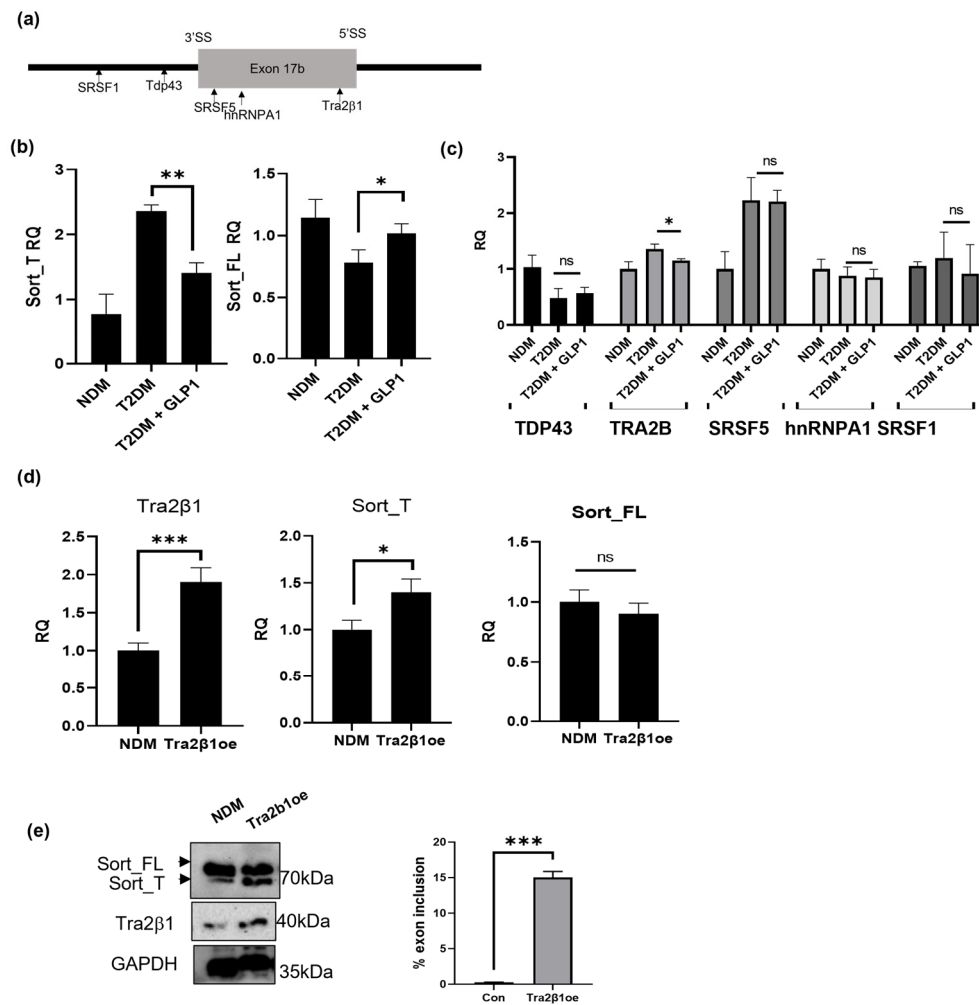 (a)
3'SS
5'SS
Exon 17b
SRSF1
Tdp43
SRSF5
hnRNPA1
Tra2β1
(b)
Sort_T RQ
3
2
1
0
**
NDM
T2DM
T2DM + GLP1
Sort_FL RQ
1.5
1.0
0.5
0.0
*
NDM
T2DM
T2DM + GLP1
(c)
RQ
3
2
1
0
ns
*
ns
ns
ns
NDM
T2DM
T2DM + GLP1
NDM
T2DM
T2DM + GLP1
NDM
T2DM
T2DM + GLP1
NDM
T2DM
T2DM + GLP1
NDM
T2DM
T2DM + GLP1
TDP43
TRA2B
SRSF5
hnRNPA1
SRSF1
(d)
Tra2β1
RQ
2.5
2.0
1.5
1.0
0.5
0.0
***
NDM Tra2β1oe
Sort_T
RQ
2.0
1.5
1.0
0.5
0.0
*
NDM Tra2β1oe
Sort_FL
RQ
1.5
1.0
0.5
0.0
ns
NDM Tra2β1oe
(e)
NDM
Tra2b1oe
Sort_FL
Sort_T
70kDa
Tra2β1
40kDa
GAPDH
35kDa
% exon inclusion
20
15
10
5
0
***
Con
Tra2β1oe